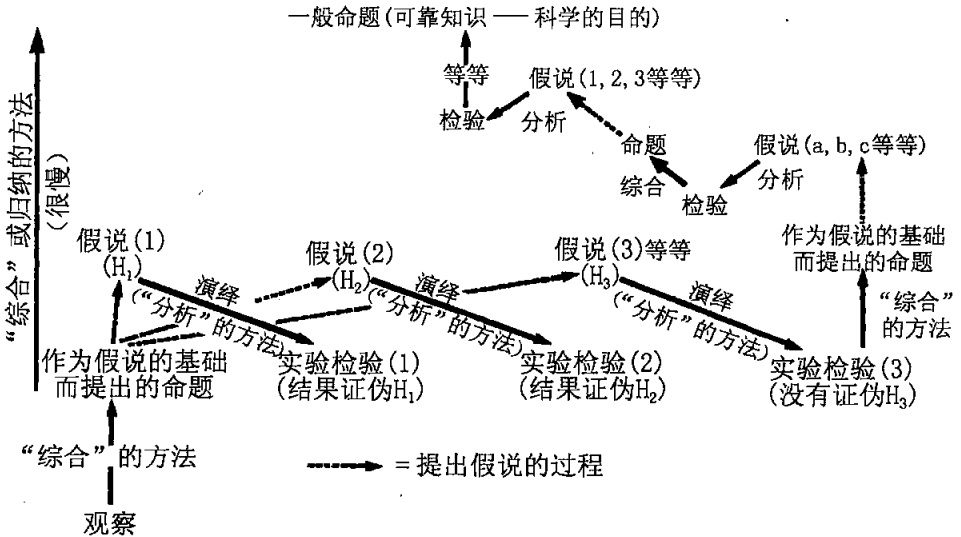 一般命题(可靠知识——科学的目的)
等等
假说(1,2,3等等)
检验
分析
命题
假说(a,b,c等等)
综合
分析
检验
“综合”或归纳的方法
(很慢)
假说(1)
(H₁)
假说(2)
(H₂)
假说(3)等等
(H₃)
作为假说的基础
而提出的命题
演绎
(“分析”的方法)
演绎
(“分析”的方法)
演绎
(“分析”的方法)
“综合”
的方法
作为假说的基础
而提出的命题
实验检验(1)
(结果证伪H₁)
实验检验(2)
(结果证伪H₂)
实验检验(3)
(没有证伪H₃)
“综合”的方法
=提出假说的过程
观察